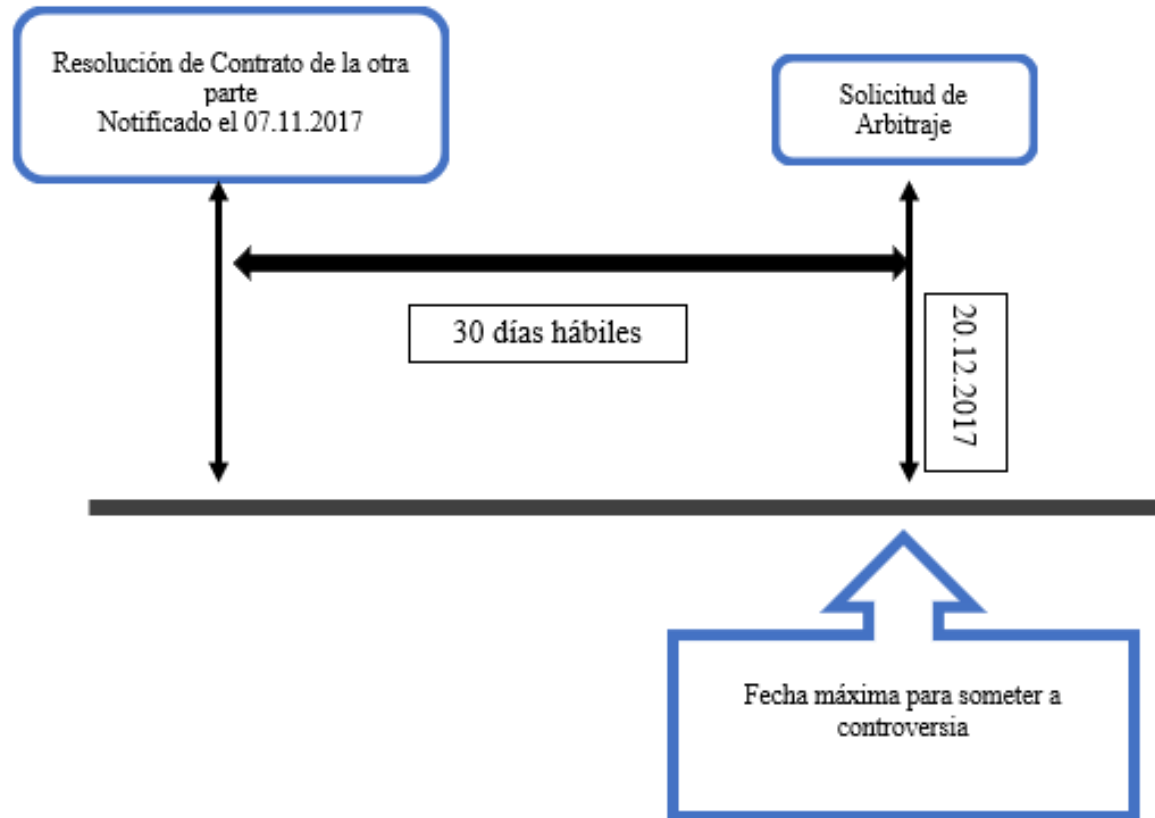 Resolución de Contrato de la otra
parte
Notificado el 07.11.2017
Solicitud de
Arbitraje
30 días hábiles
20.12.2017
Fecha máxima para someter a
controversia